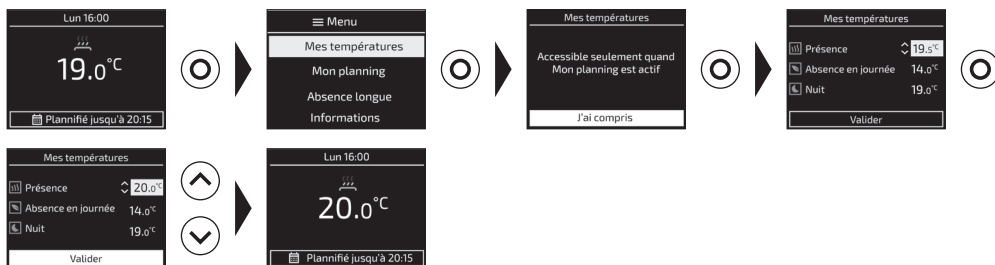 Lun 16:00
19.0°C
Plannifié jusqu'à 20:15
Menu
Mes températures
Mon planning
Absence longue
Informations
Mes températures
Accessible seulement quand
Mon planning est actif
J'ai compris
Mes températures
Présence 19.5°C
Absence en journée 14.0°C
Nuit 19.0°C
Valider
Mes températures
Présence 20.0°C
Absence en journée 14.0°C
Nuit 19.0°C
Valider
Lun 16:00
20.0°C
Plannifié jusqu'à 20:15